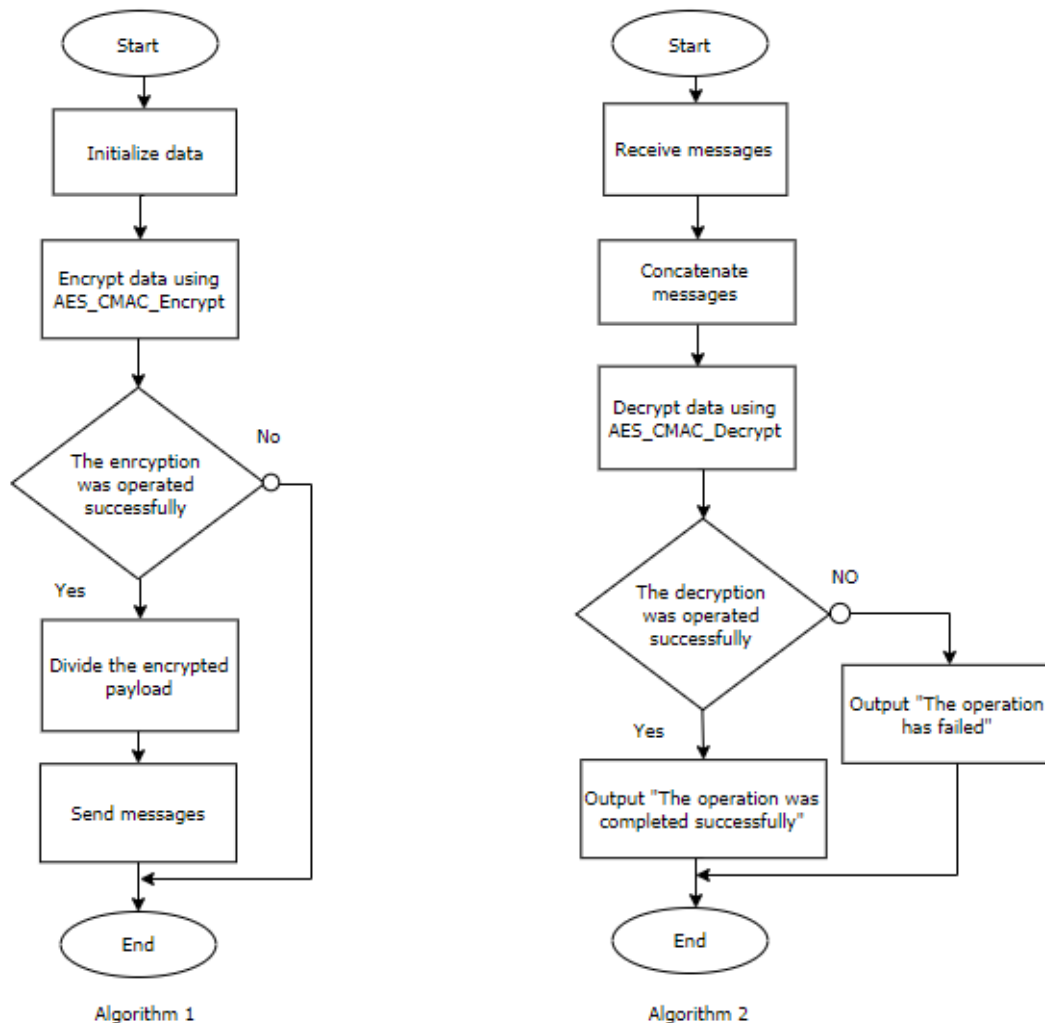 Start
Initialize data
Encrypt data using
AES_CMAC_Encrypt
No
The enrcyption
was operated
successfully
Yes
Divide the encrypted
payload
Send messages
End
Algorithm 1
Start
Receive messages
Concatenate
messages
Decrypt data using
AES_CMAC_Decrypt
NO
The decryption
was operated
successfully
Output "The operation
has failed"
Yes
Output "The operation was
completed successfully"
End
Algorithm 2